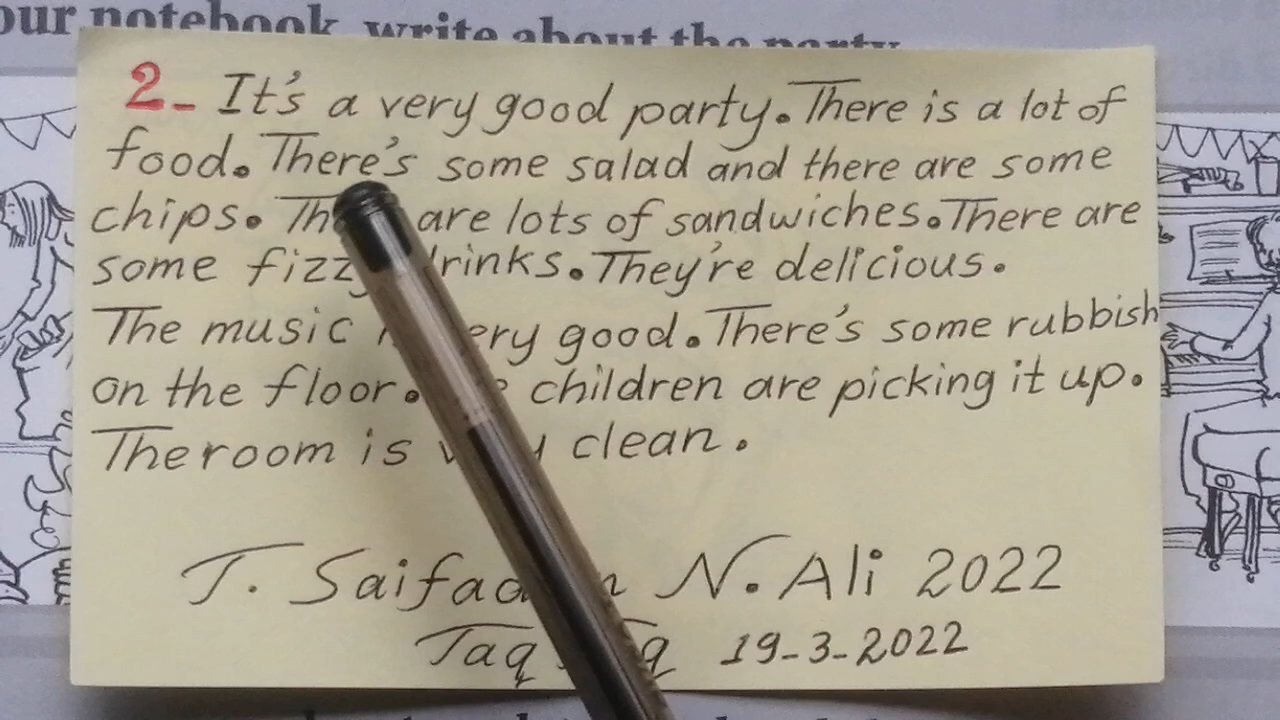 our notebook, write about the party
2- It's a very good party. There is a lot of
food. There's some salad and there are some
chips. are lots of sandwiches. There are
some They're delicious.
The music good. There's some rubbish
on the floor. children are picking it up.
The room is clean.
T. N. Ali 2022
19-3-2022